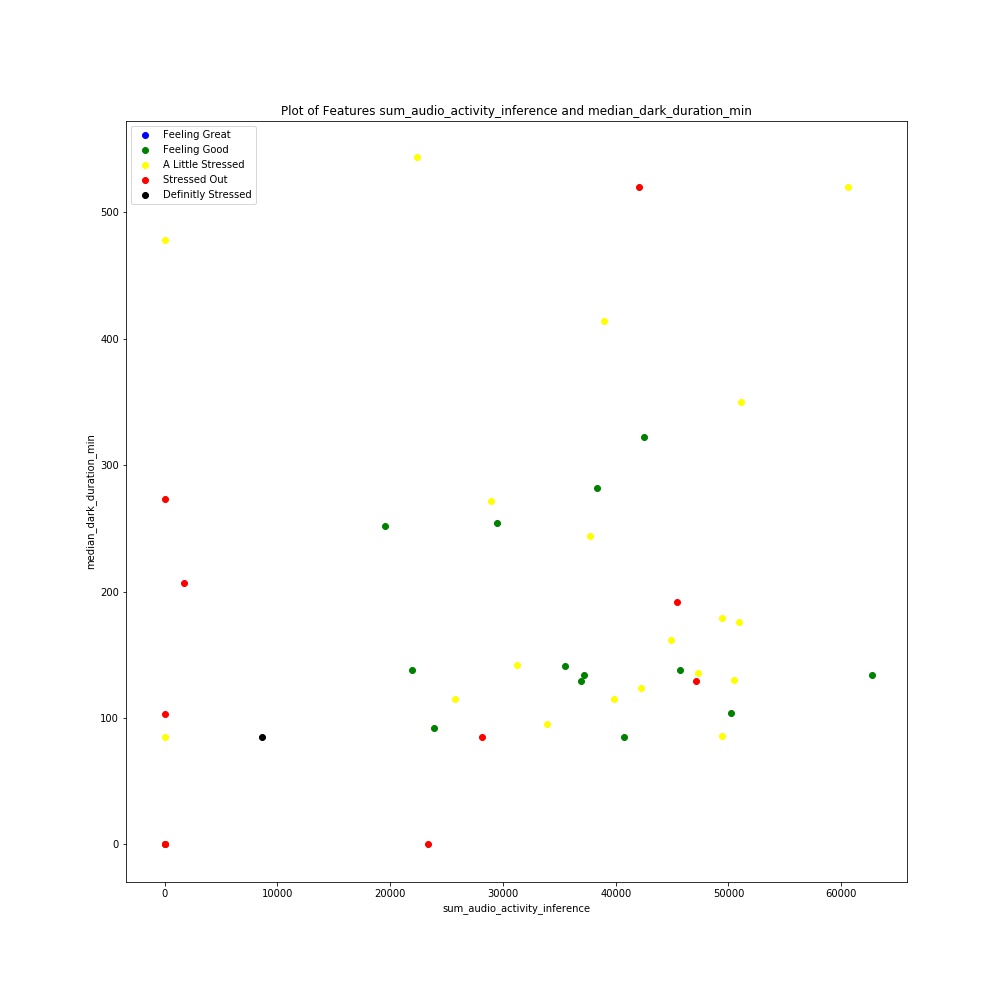 Plot of Features sum_audio_activity_inference and median_dark_duration_min
Feeling Great
Feeling Good
A Little Stressed
Stressed Out
Definitly Stressed
500
400
300
200
100
0
median_dark_duration_min
0 10000 20000 30000 40000 50000 60000
sum_audio_activity_inference